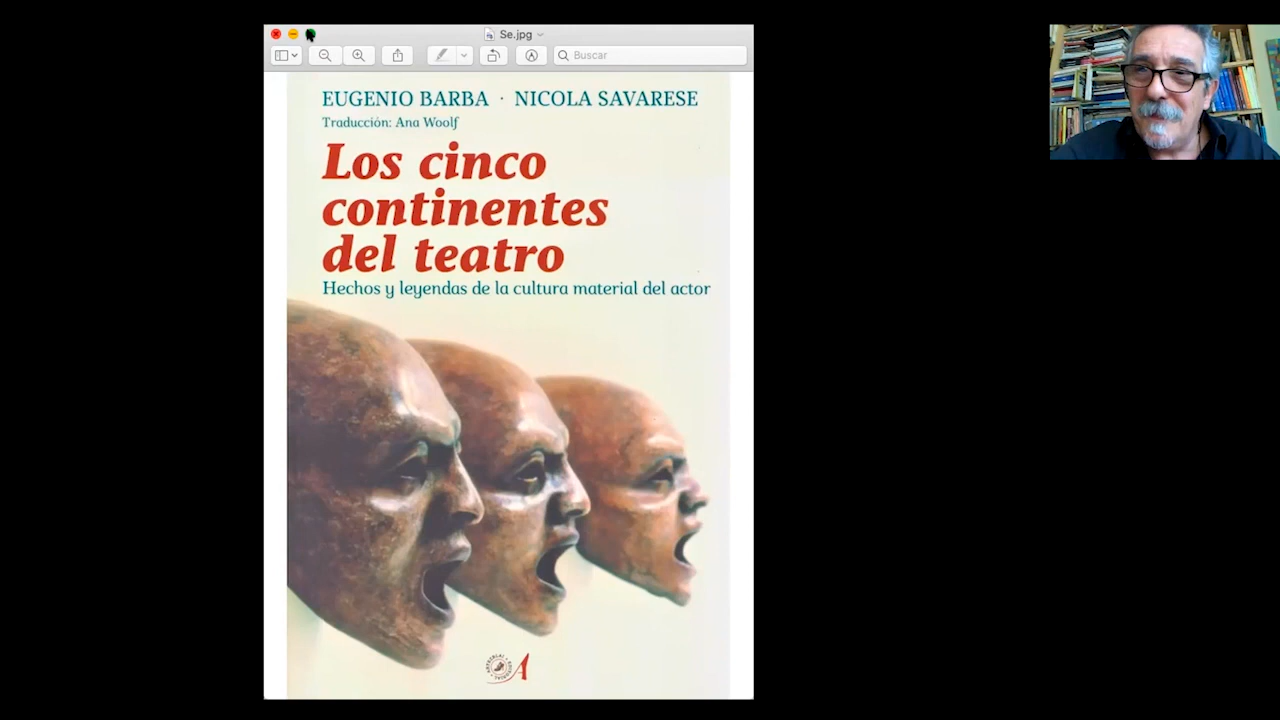 Se.jpg
Buscar
EUGENIO BARBA · NICOLA SAVARESE
Traducción: Ana Woolf
Los cinco
continentes
del teatro
Hechos y leyendas de la cultura material del actor
A